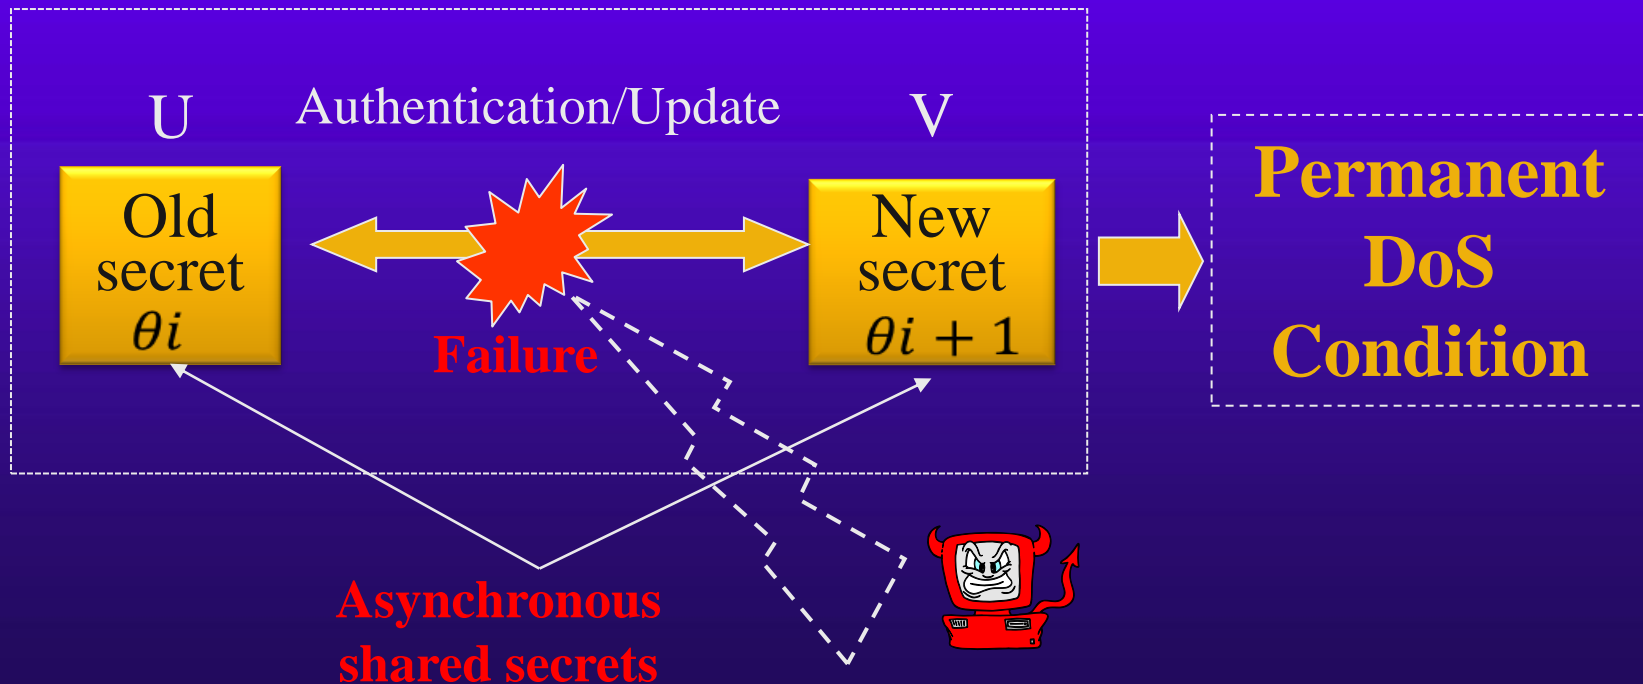 U
Authentication/Update
V
Old
secret
θi
New
secret
θi + 1
Failure
Permanent
DoS
Condition
Asynchronous
shared secrets